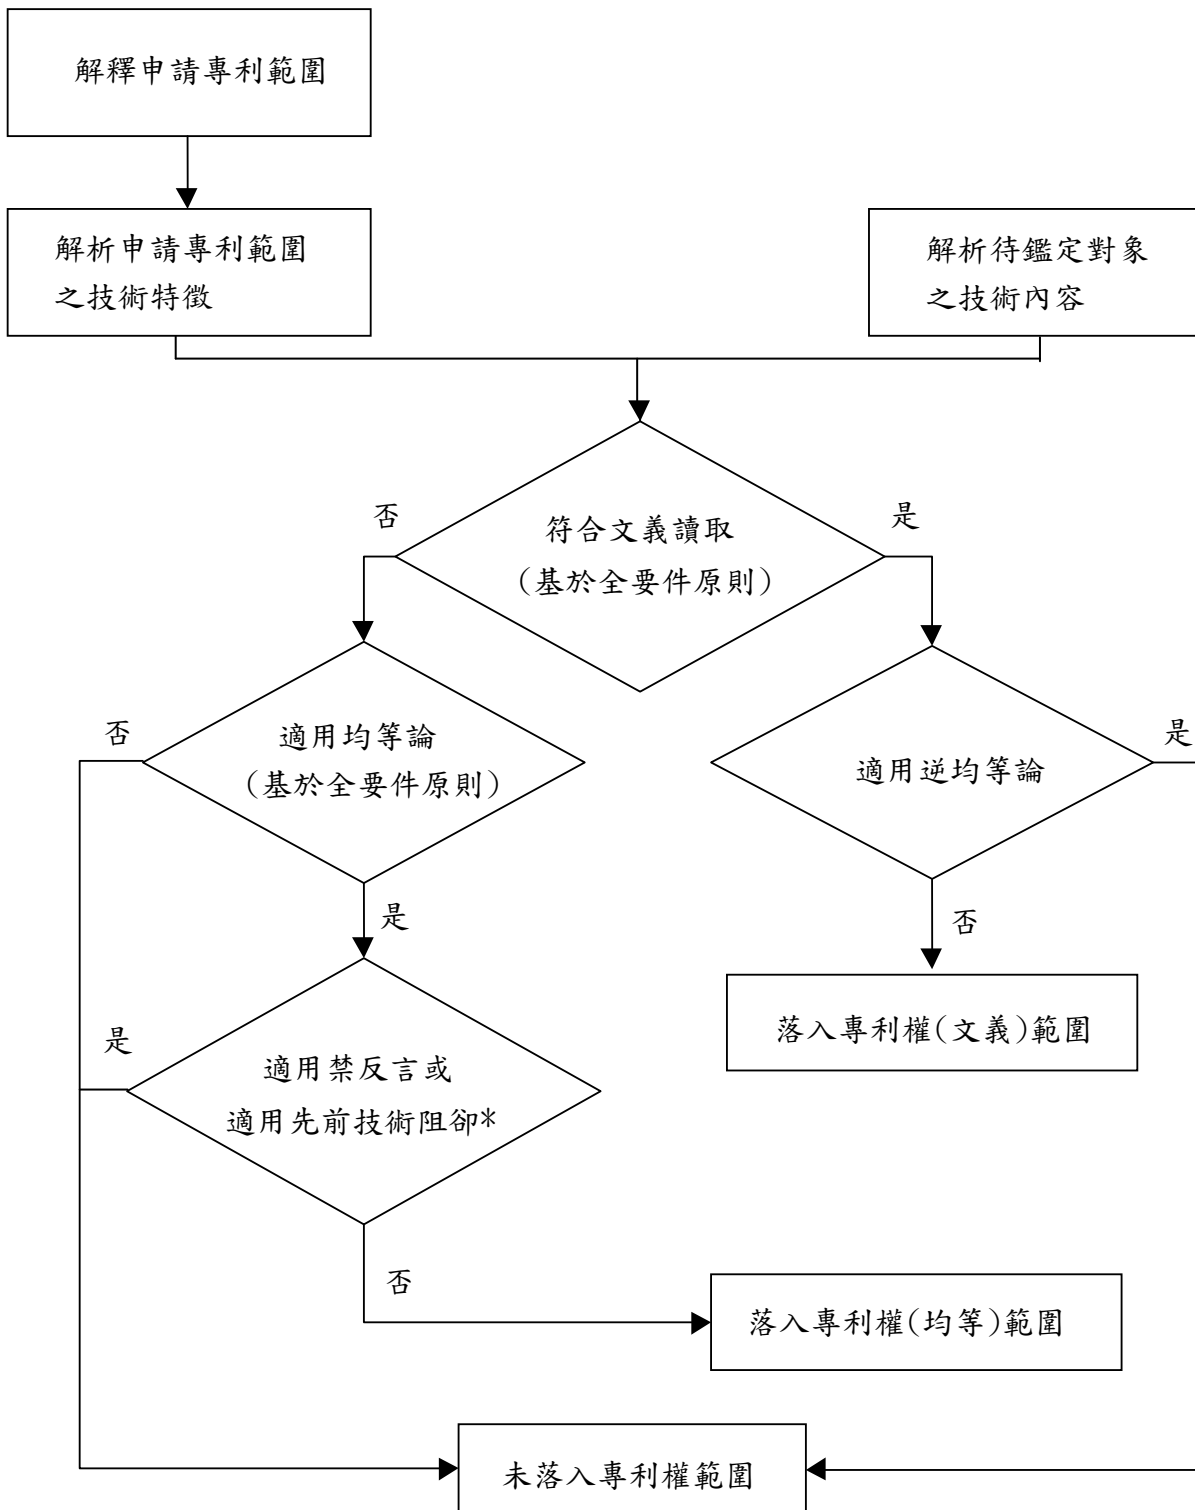 解釋申請專利範圍
解析申請專利範圍
之技術特徵
解析待鑑定對象
之技術內容
否
符合文義讀取
(基於全要件原則)
是
否
適用均等論
(基於全要件原則)
適用逆均等論
是
是
否
落入專利權(文義)範圍
是
適用禁反言或
適用先前技術阻卻*
否
落入專利權(均等)範圍
未落入專利權範圍